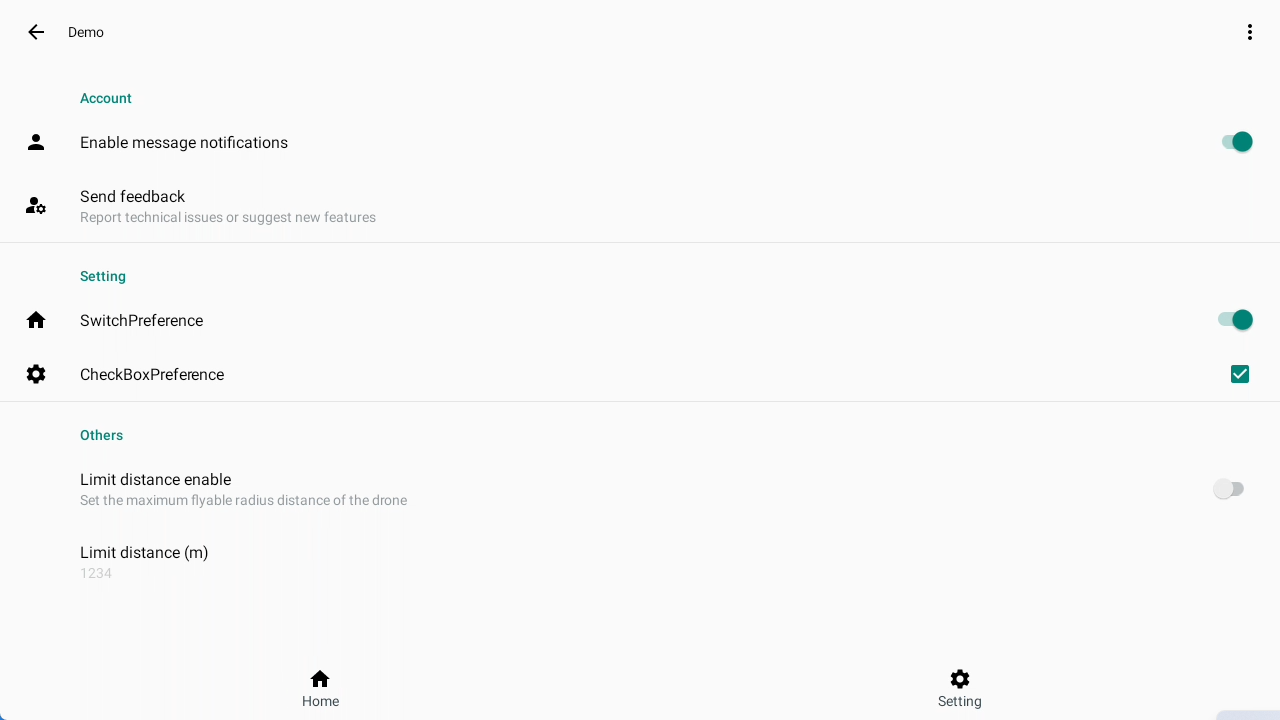 Demo
Account
Enable message notifications
Send feedback
Report technical issues or suggest new features
Setting
SwitchPreference
CheckBoxPreference
Others
Limit distance enable
Set the maximum flyable radius distance of the drone
Limit distance (m)
1234
Home
Setting